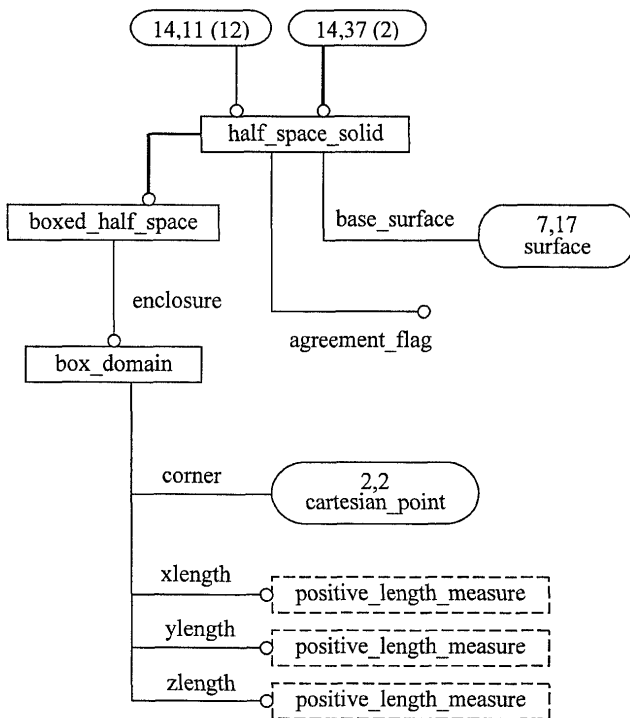 14,11 (12)
14,37 (2)
half_space_solid
boxed_half_space
base_surface
7,17
surface
enclosure
agreement_flag
box_domain
corner
2,2
cartesian_point
xlength
positive_length_measure
ylength
positive_length_measure
zlength
positive_length_measure